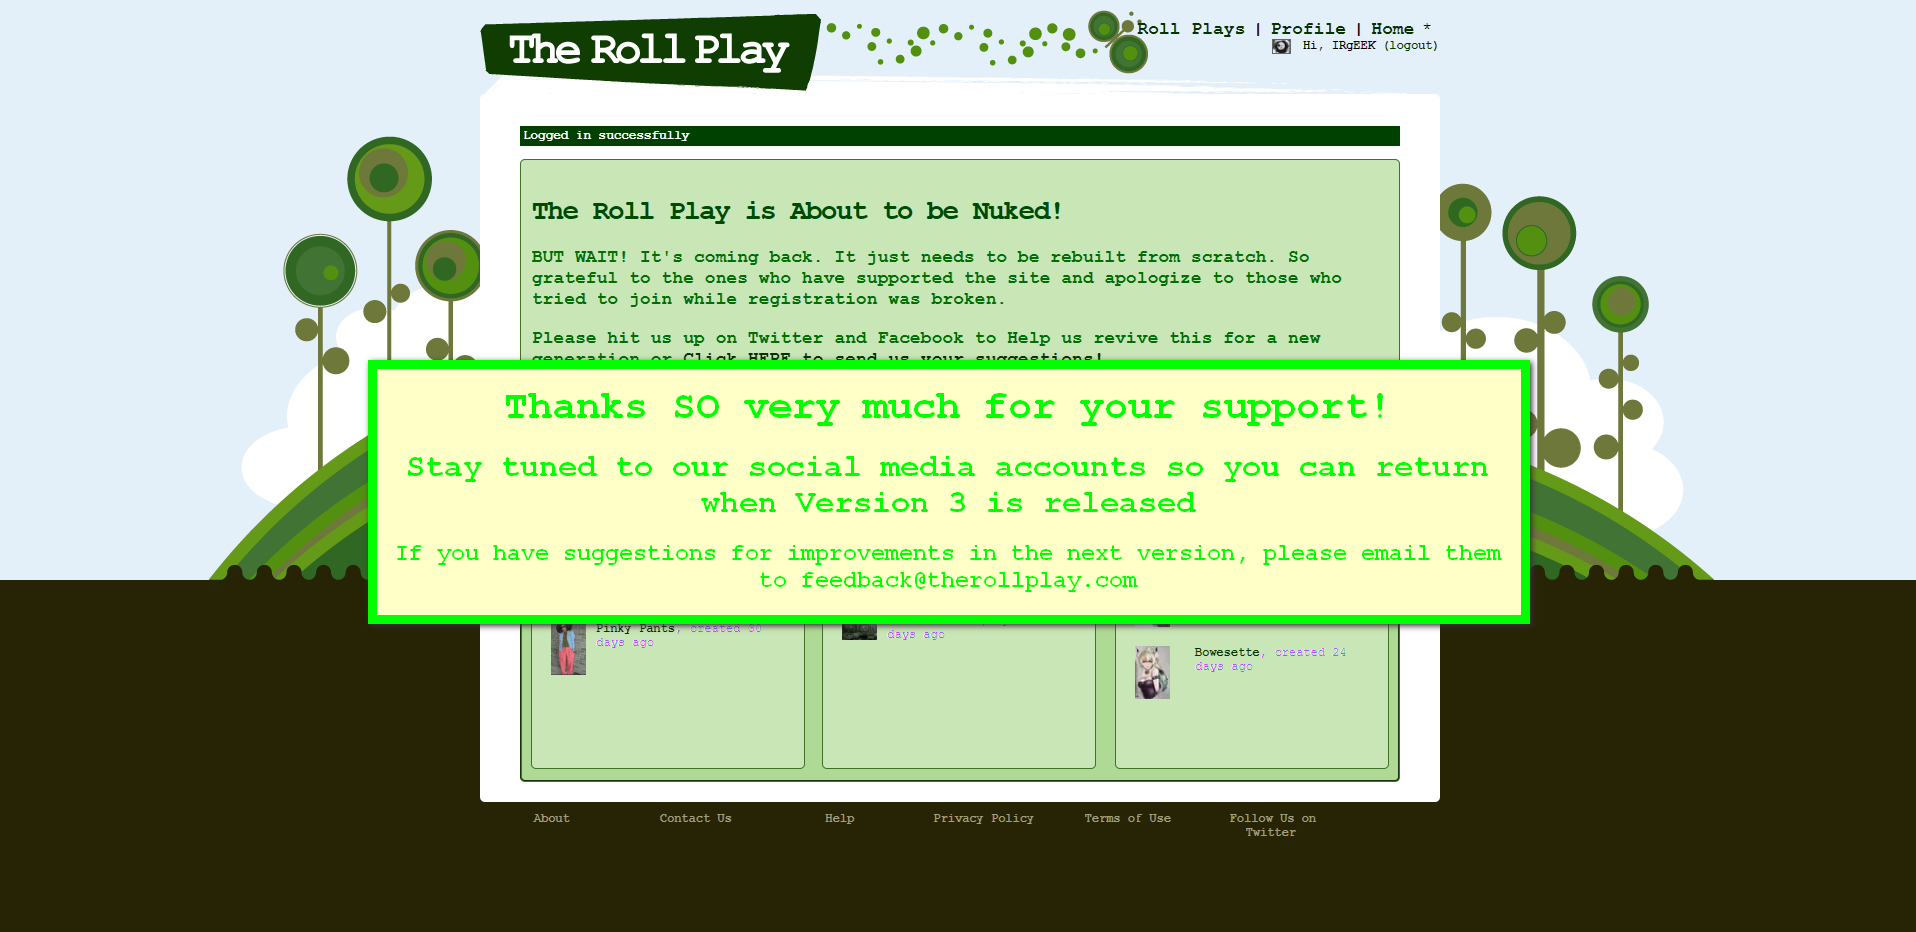 The Roll Play
Roll Plays | Profile | Home *
Hi, IRgEEK (logout)
Logged in successfully
The Roll Play is About to be Nuked!
BUT WAIT! It's coming back. It just needs to be rebuilt from scratch. So
grateful to the ones who have supported the site and apologize to those who
tried to join while registration was broken.
Please hit us up on Twitter and Facebook to Help us revive this for a new
generation or Click HERE to send us your suggestions!
Thanks SO very much for your support!
Stay tuned to our social media accounts so you can return
when Version 3 is released
If you have suggestions for improvements in the next version, please email them
to feedback@therollplay.com
Pinky Pants, created 30
days ago
days ago
Bowesette, created 24
days ago
About
Contact Us
Help
Privacy Policy
Terms of Use
Follow Us on
Twitter